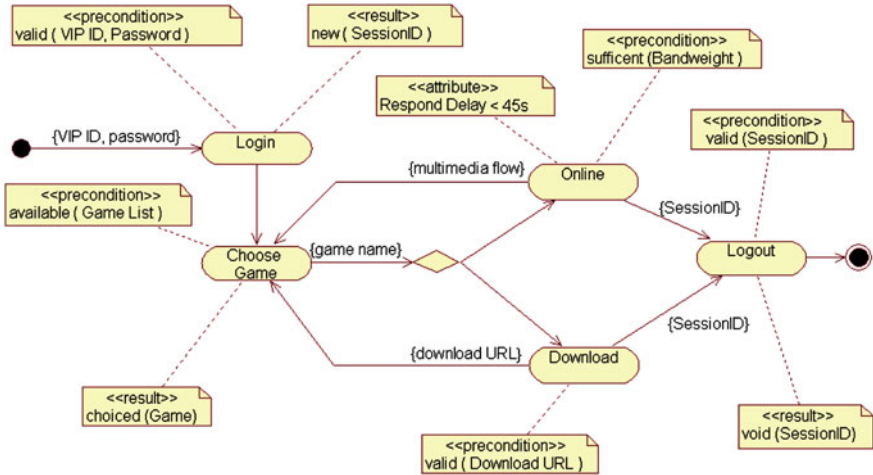 <<precondition>>
valid ( VIP ID, Password )
<<result>>
new ( SessionID )
<<precondition>>
sufficent (Bandweight )
<<attribute>>
Respond Delay < 45s
<<precondition>>
valid (SessionID )
{VIP ID, password}
Login
{multimedia flow}
Online
<<precondition>>
available ( Game List )
{SessionID}
Choose
Game
{game name}
Logout
{SessionID}
{download URL}
Download
<<result>>
choiced (Game)
<<precondition>>
valid ( Download URL )
<<result>>
void (SessionID)